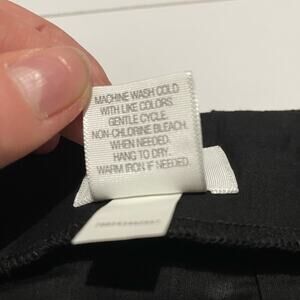 MACHINE WASH COLD
WITH LIKE COLORS.
GENTLE CYCLE.
NON-CHLORINE BLEACH.
WHEN NEEDED.
HANG TO DRY.
WARM IRON IF NEEDED.